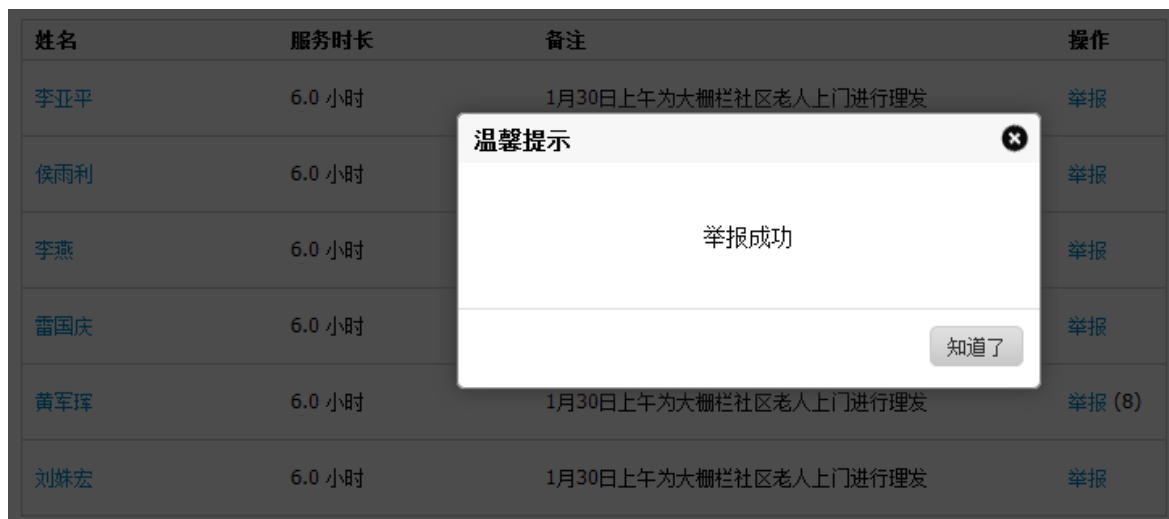 姓名 服务时长 备注 操作
李亚平 6.0 小时 1月30日上午为大栅栏社区老人上门进行理发 举报
温馨提示
侯雨利 6.0 小时 举报
举报成功
李燕 6.0 小时 举报
雷国庆 6.0 小时 举报
知道了
黄军珲 6.0 小时 1月30日上午为大栅栏社区老人上门进行理发 举报 (8)
刘姝宏 6.0 小时 1月30日上午为大栅栏社区老人上门进行理发 举报